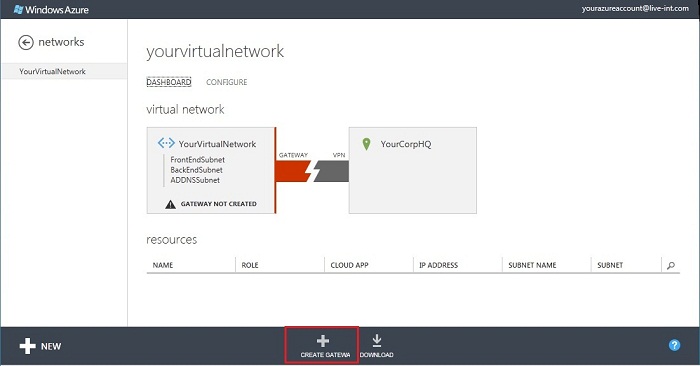 Windows Azure
yourazureaccount@live-int.com
networks
YourVirtualNetwork
yourvirtualnetwork
DASHBOARD CONFIGURE
virtual network
YourVirtualNetwork
FrontEndSubnet
BackEndSubnet
ADDNSSubnet
GATEWAY NOT CREATED
GATEWAY VPN
YourCorpHQ
resources
NAME ROLE CLOUD APP IP ADDRESS SUBNET NAME SUBNET
NEW
CREATE GATEWA
DOWNLOAD
?